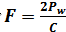 F = 2P_w / C